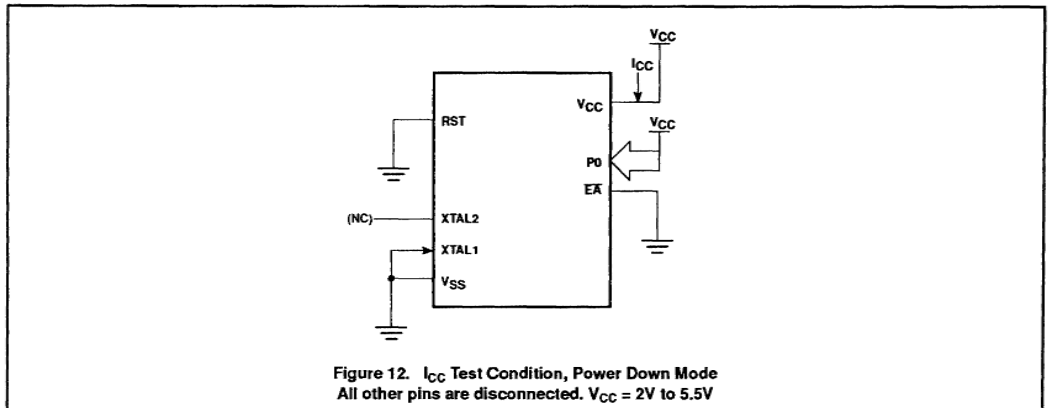 VCC
ICC
VCC
RST
VCC
P0
EA
(NC)
XTAL2
XTAL1
VSS
Figure 12. ICC Test Condition, Power Down Mode
All other pins are disconnected. VCC = 2V to 5.5V